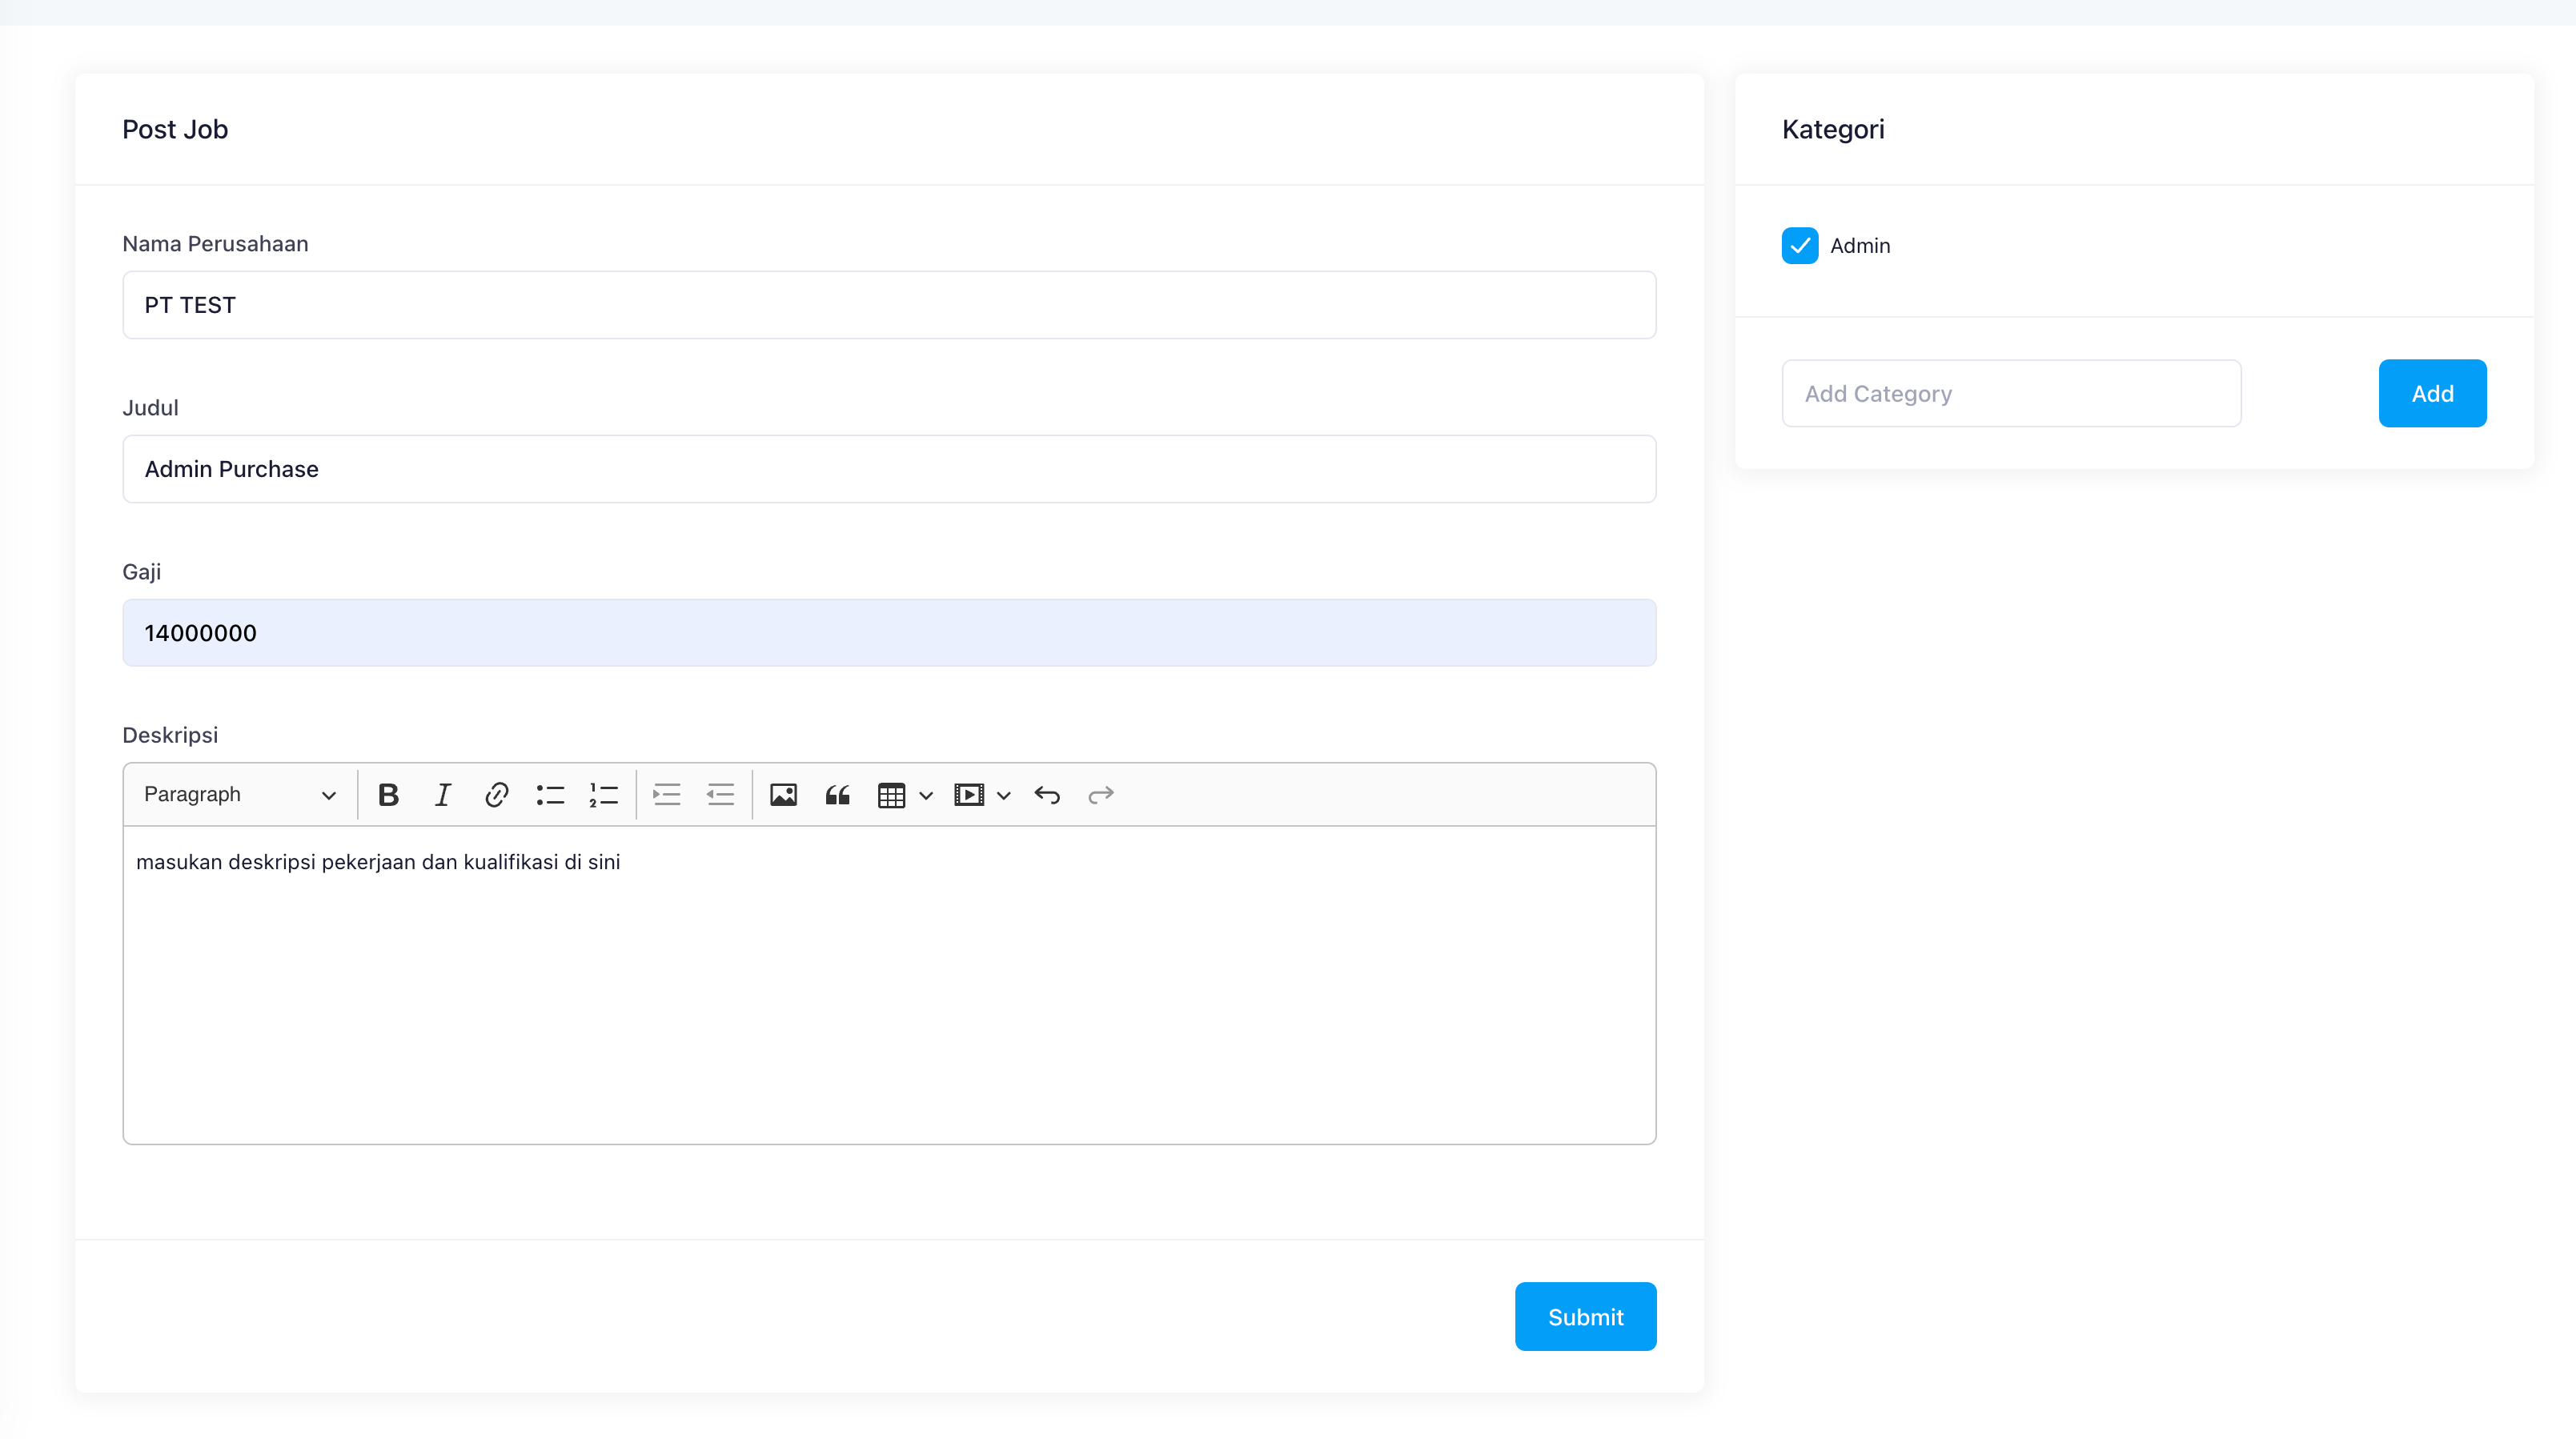 Post Job
Nama Perusahaan
PT TEST
Judul
Admin Purchase
Gaji
14000000
Deskripsi
Paragraph
masukan deskripsi pekerjaan dan kualifikasi di sini
Submit
Kategori
Admin
Add Category
Add